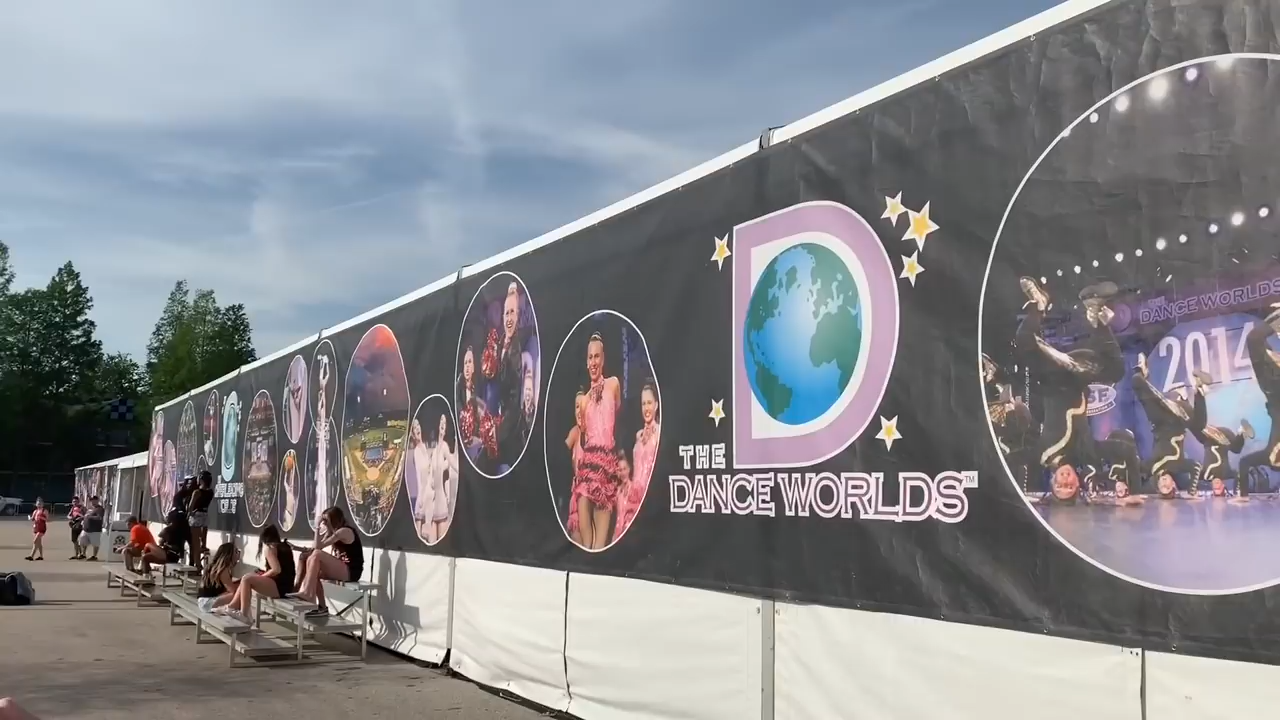 D
THE
DANCE WORLDS™
THE
DANCE WORLDS
2014